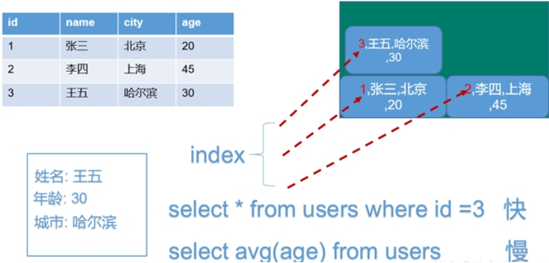 id name city age
1 张三 北京 20
2 李四 上海 45
3 王五 哈尔滨 30
3,王五,哈尔滨
,30
1,张三,北京
,20
2,李四,上海
,45
index
姓名: 王五
年龄: 30
城市: 哈尔滨
select * from users where id =3 快
select avg(age) from users 慢